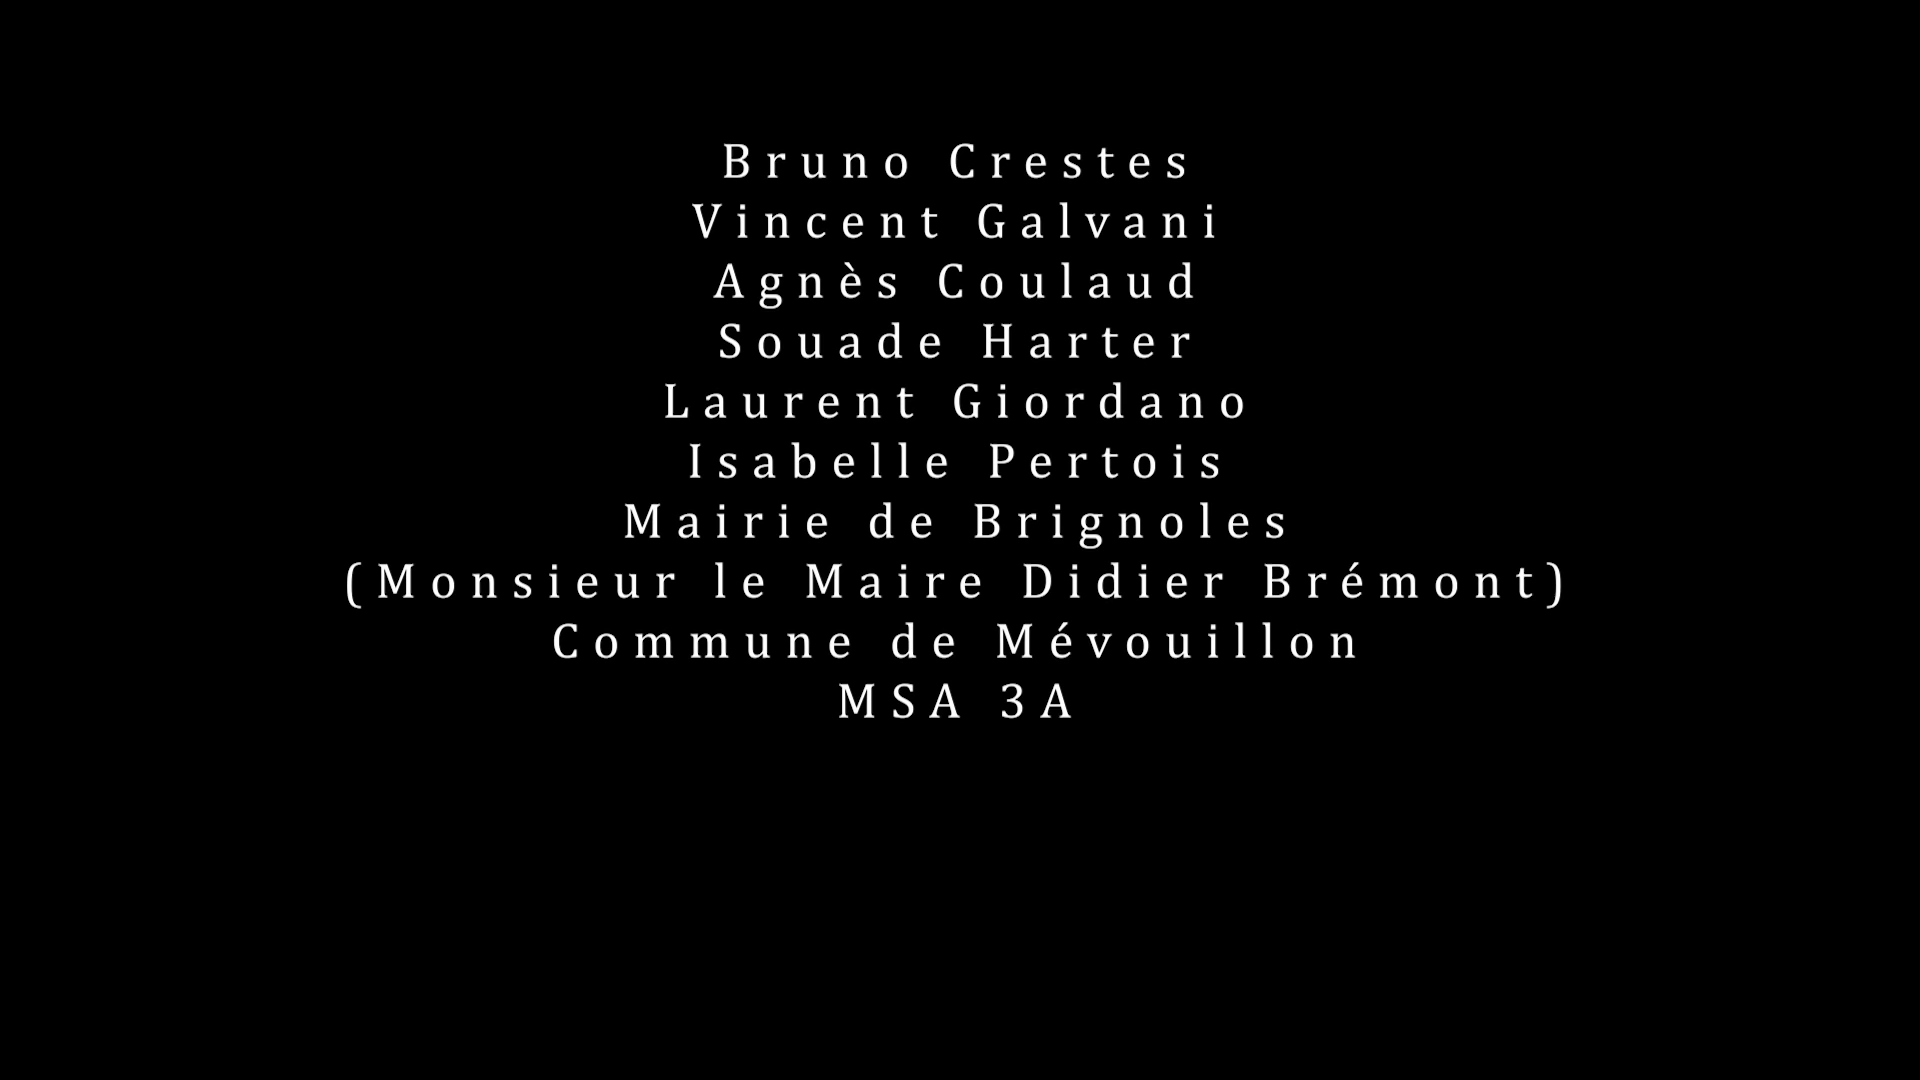 Bruno Crestes
Vincent Galvani
Agnès Coulaud
Souade Harter
Laurent Giordano
Isabelle Pertois
Mairie de Brignoles
(Monsieur le Maire Didier Brémont)
Commune de Mévouillon
MSA 3A